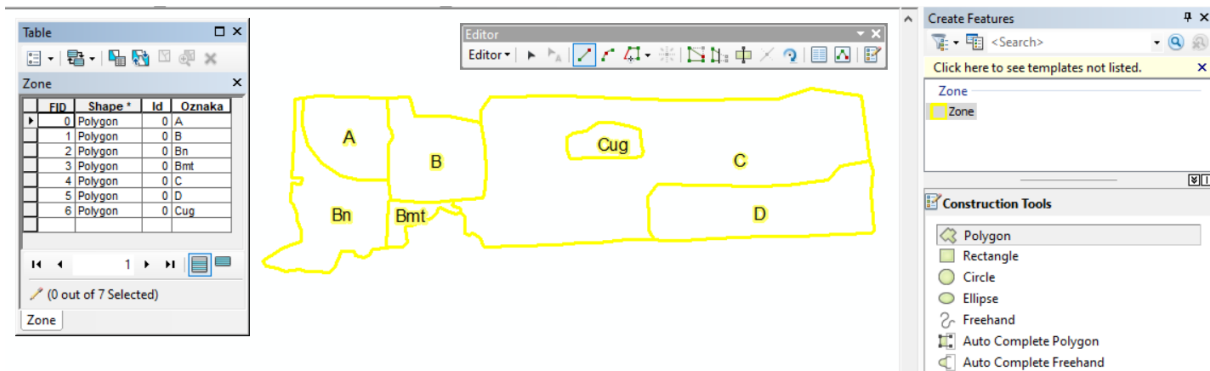 Table
Zone
FID Shape * Id Oznaka
0 Polygon 0 A
1 Polygon 0 B
2 Polygon 0 Bn
3 Polygon 0 Bmt
4 Polygon 0 C
5 Polygon 0 D
6 Polygon 0 Cug
1
(0 out of 7 Selected)
Zone
Editor
Editor
A
B
Cug
C
Bn
Bmt
D
Create Features
<Search>
Click here to see templates not listed.
Zone
Zone
Construction Tools
Polygon
Rectangle
Circle
Ellipse
Freehand
Auto Complete Polygon
Auto Complete Freehand